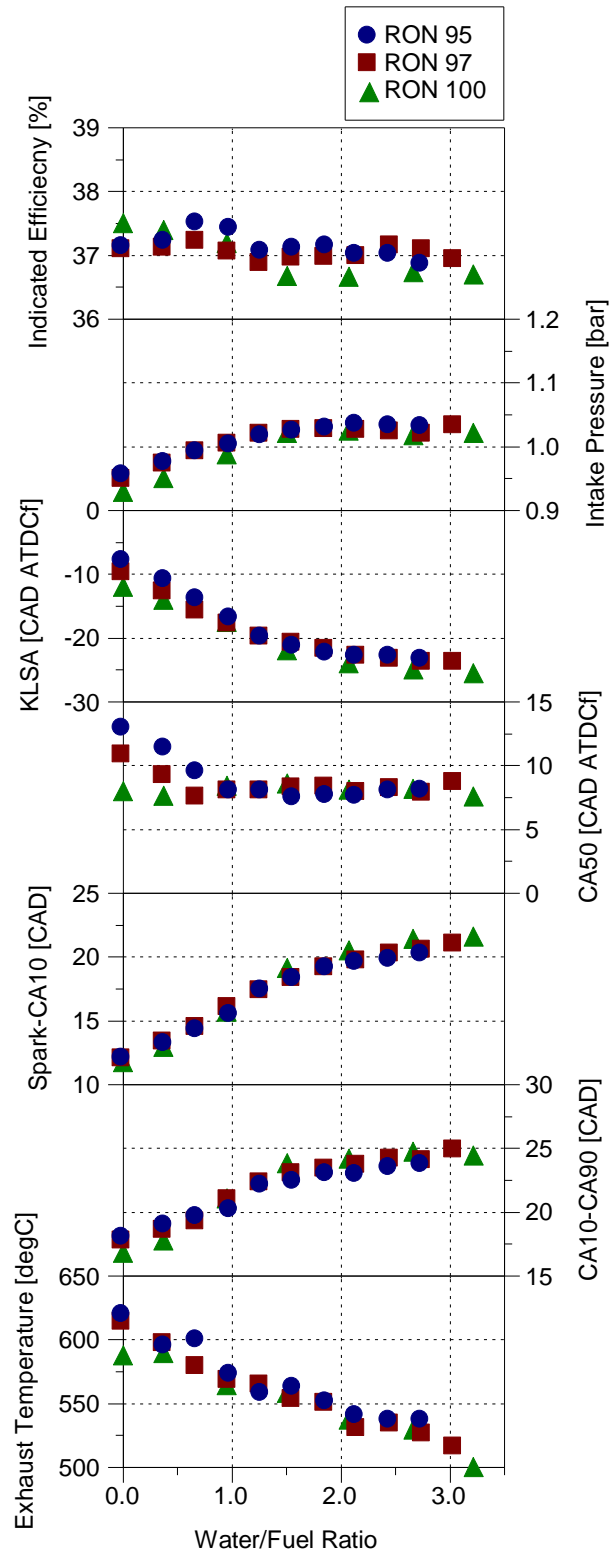 RON 95
RON 97
RON 100
Indicated Efficiecny [%]
39
38
37
36
Intake Pressure [bar]
1.2
1.1
1.0
0.9
KLSA [CAD ATDCf]
0
-10
-20
-30
CA50 [CAD ATDCf]
15
10
5
0
Spark-CA10 [CAD]
25
20
15
10
CA10-CA90 [CAD]
30
25
20
15
Exhaust Temperature [degC]
650
600
550
500
0.0 1.0 2.0 3.0
Water/Fuel Ratio